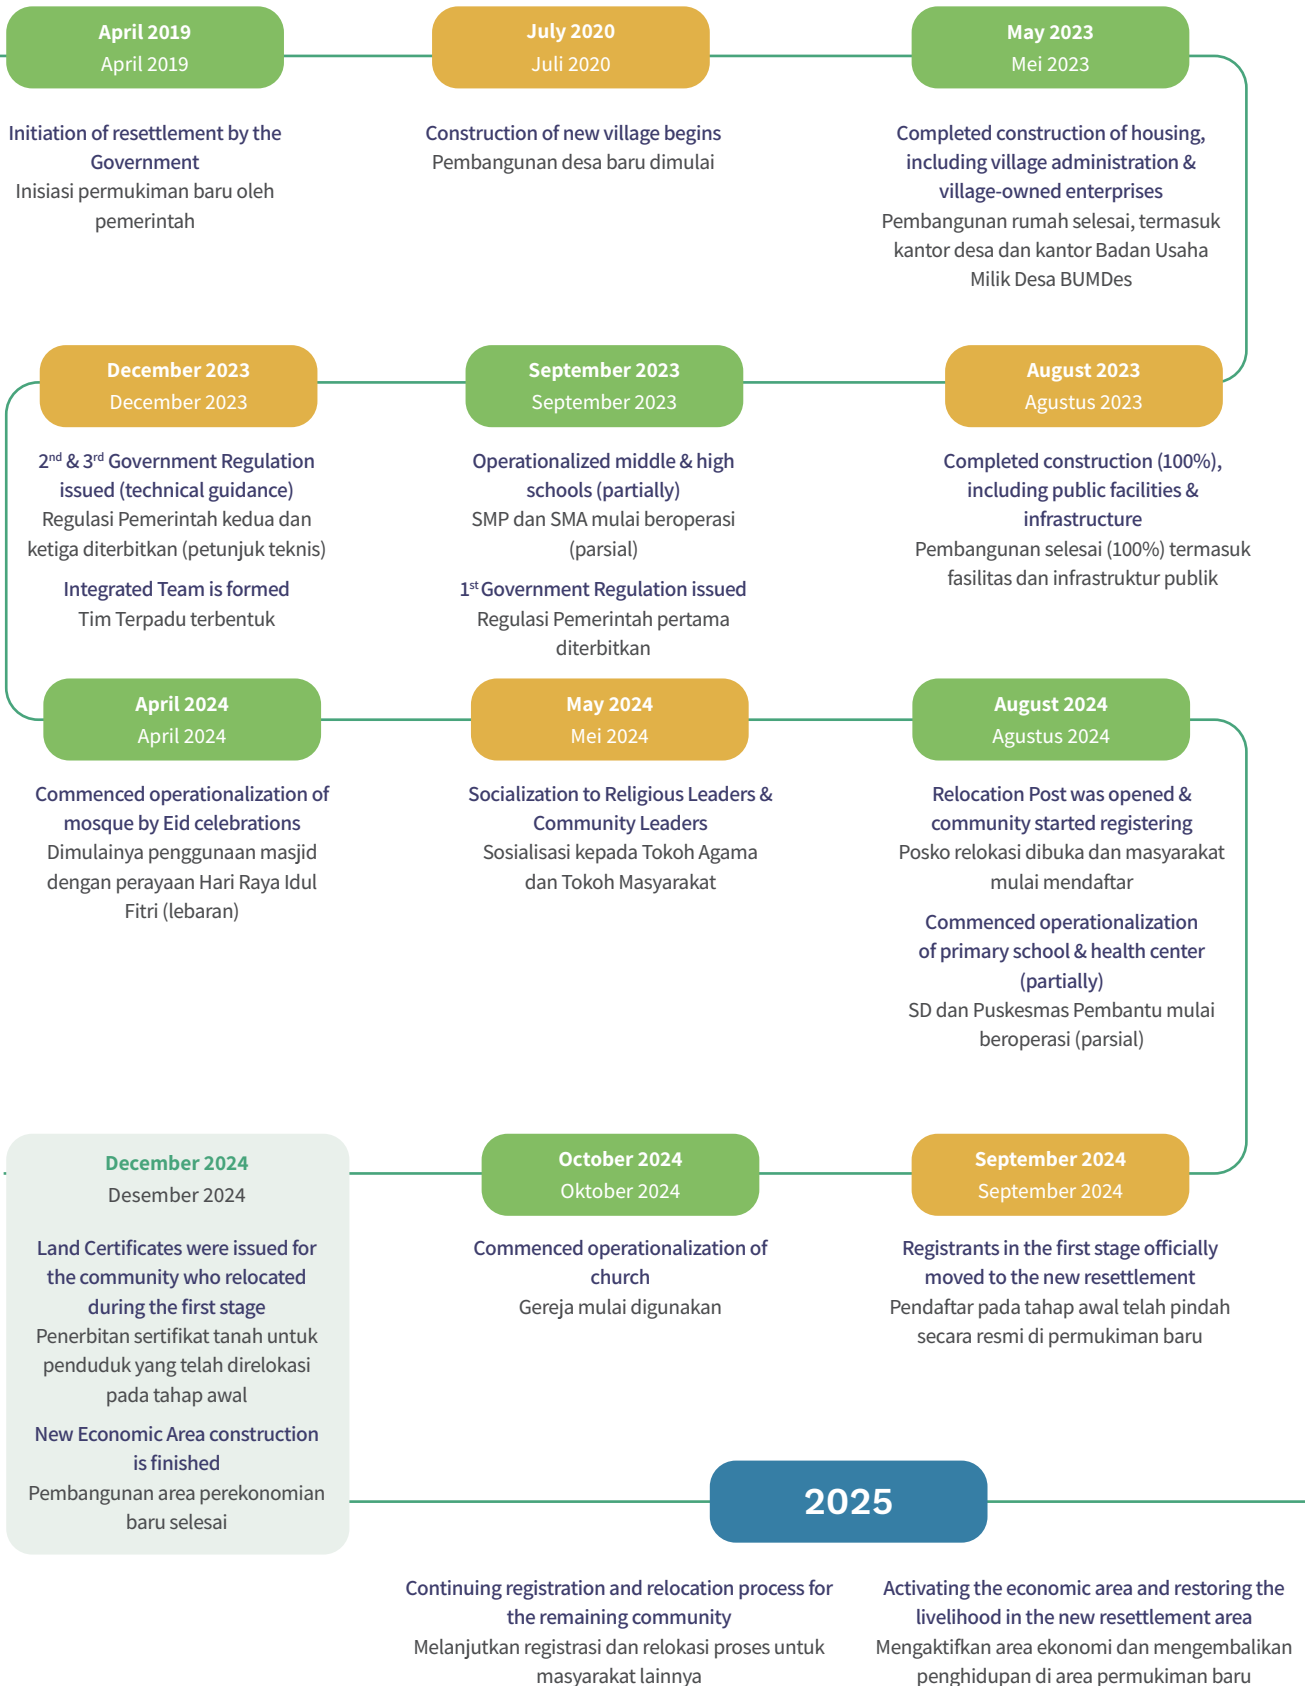 April 2019
April 2019
Initiation of resettlement by the
Government
Inisiasi permukiman baru oleh
pemerintah
July 2020
Juli 2020
Construction of new village begins
Pembangunan desa baru dimulai
May 2023
Mei 2023
Completed construction of housing,
including village administration &
village-owned enterprises
Pembangunan rumah selesai, termasuk
kantor desa dan kantor Badan Usaha
Milik Desa BUMDes
August 2023
Agustus 2023
Completed construction (100%),
including public facilities &
infrastructure
Pembangunan selesai (100%) termasuk
fasilitas dan infrastruktur publik
September 2023
September 2023
Operationalized middle & high
schools (partially)
SMP dan SMA mulai beroperasi
(parsial)
1st Government Regulation issued
Regulasi Pemerintah pertama
diterbitkan
December 2023
December 2023
2nd & 3rd Government Regulation
issued (technical guidance)
Regulasi Pemerintah kedua dan
ketiga diterbitkan (petunjuk teknis)
Integrated Team is formed
Tim Terpadu terbentuk
April 2024
April 2024
Commenced operationalization of
mosque by Eid celebrations
Dimulainya penggunaan masjid
dengan perayaan Hari Raya Idul
Fitri (lebaran)
May 2024
Mei 2024
Socialization to Religious Leaders &
Community Leaders
Sosialisasi kepada Tokoh Agama
dan Tokoh Masyarakat
August 2024
Agustus 2024
Relocation Post was opened &
community started registering
Posko relokasi dibuka dan masyarakat
mulai mendaftar
Commenced operationalization
of primary school & health center
(partially)
SD dan Puskesmas Pembantu mulai
beroperasi (parsial)
September 2024
September 2024
Registrants in the first stage officially
moved to the new resettlement
Pendaftar pada tahap awal telah pindah
secara resmi di permukiman baru
October 2024
Oktober 2024
Commenced operationalization of
church
Gereja mulai digunakan
December 2024
Desember 2024
Land Certificates were issued for
the community who relocated
during the first stage
Penerbitan sertifikat tanah untuk
penduduk yang telah direlokasi
pada tahap awal
New Economic Area construction
is finished
Pembangunan area perekonomian
baru selesai
2025
Continuing registration and relocation process for
the remaining community
Melanjutkan registrasi dan relokasi proses untuk
masyarakat lainnya
Activating the economic area and restoring the
livelihood in the new resettlement area
Mengaktifkan area ekonomi dan mengembalikan
penghidupan di area permukiman baru